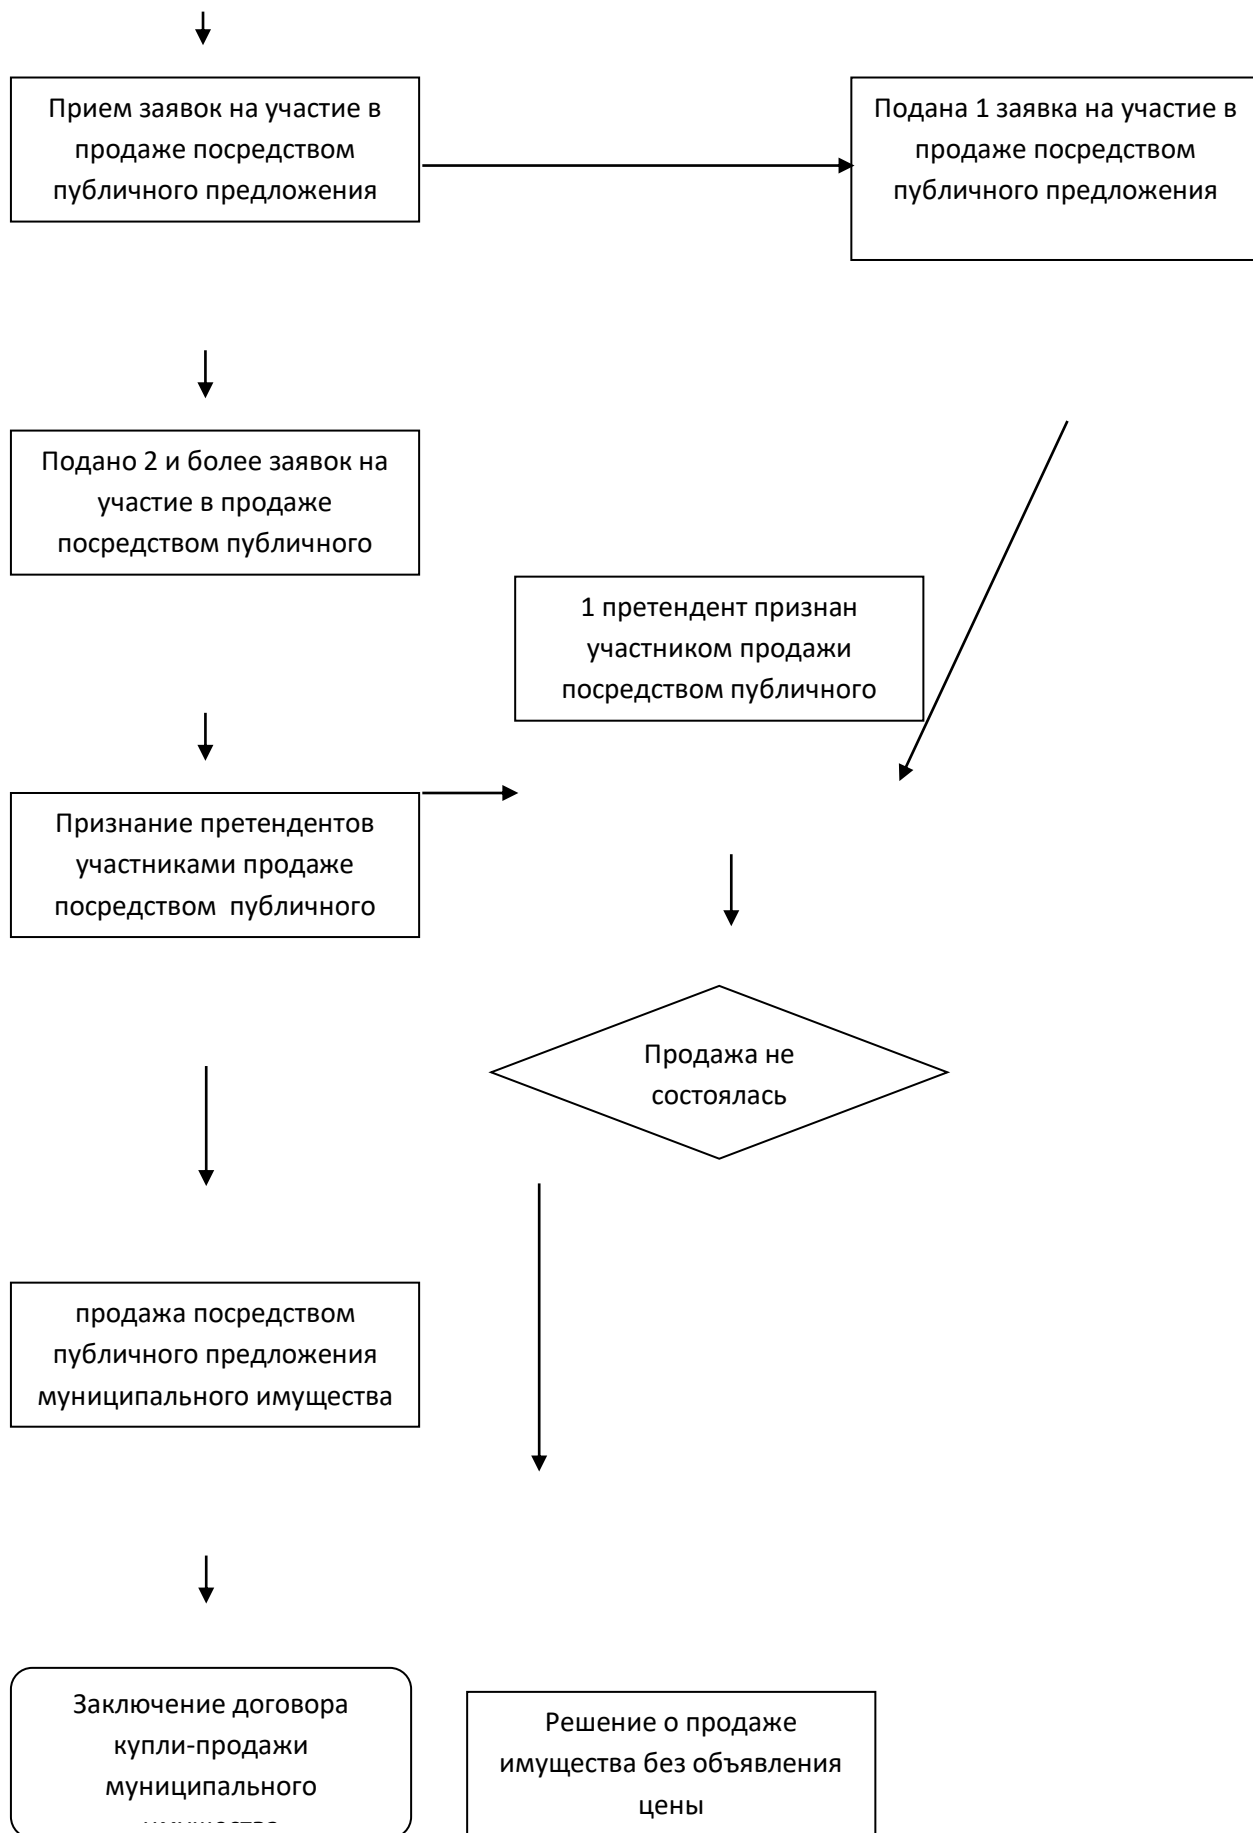 Прием заявок на участие в
продаже посредством
публичного предложения
Подана 1 заявка на участие в
продаже посредством
публичного предложения
Подано 2 и более заявок на
участие в продаже
посредством публичного
1 претендент признан
участником продажи
посредством публичного
Признание претендентов
участниками продаже
посредством  публичного
Продажа не
состоялась
продажа посредством
публичного предложения
муниципального имущества
Заключение договора
купли-продажи
муниципального
Решение о продаже
имущества без объявления
цены